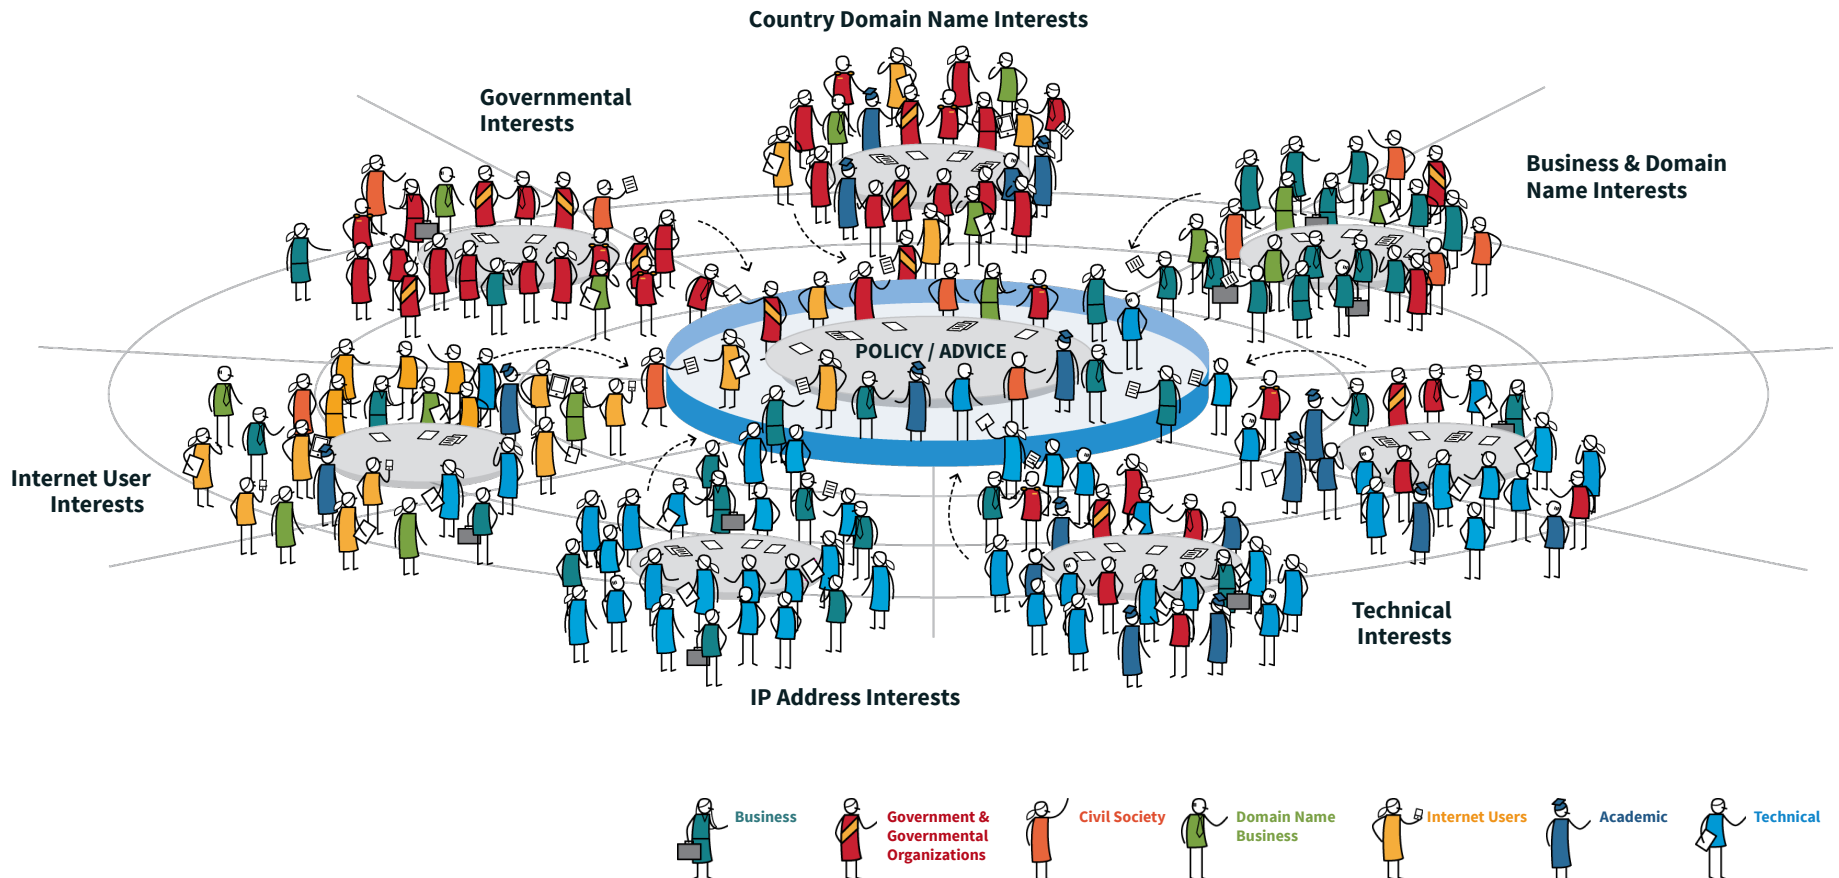 Country Domain Name Interests
Governmental
Interests
Business & Domain
Name Interests
POLICY / ADVICE
Internet User
Interests
Technical
Interests
IP Address Interests
Business
Government &
Governmental
Organizations
Civil Society
Domain Name
Business
Internet Users
Academic
Technical